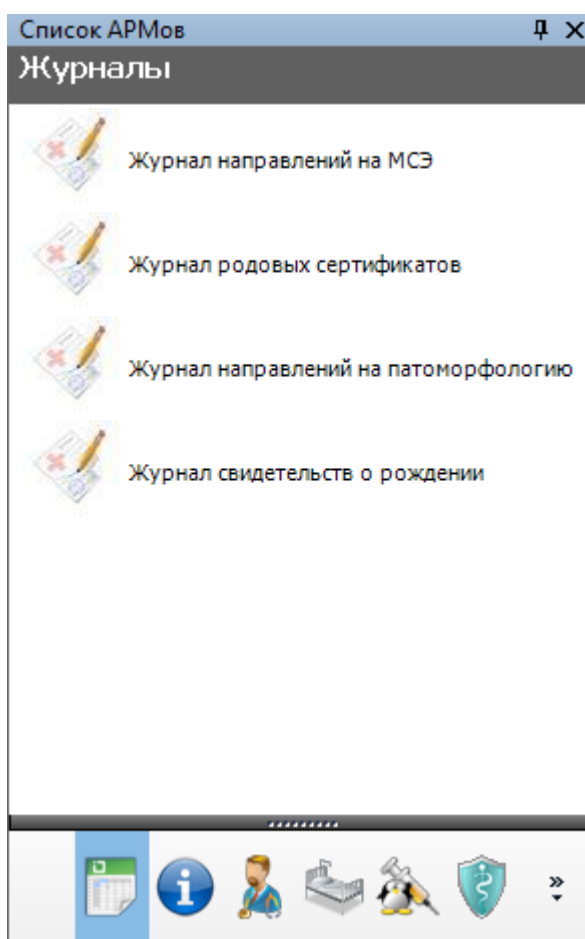 Список АРМов
Журналы
Журнал направлений на МСЭ
Журнал родовых сертификатов
Журнал направлений на патоморфологию
Журнал свидетельств о рождении